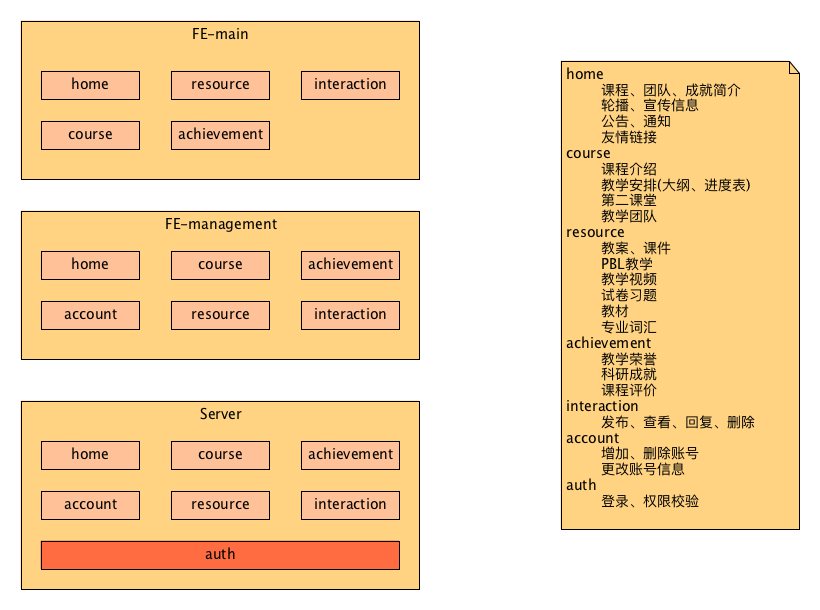 FE-main
home
resource
interaction
course
achievement
FE-management
home
course
achievement
account
resource
interaction
Server
home
course
achievement
account
resource
interaction
auth
home
课程、团队、成就简介
轮播、宣传信息
公告、通知
友情链接
course
课程介绍
教学安排(大纲、进度表)
第二课堂
教学团队
resource
教案、课件
PBL教学
教学视频
试卷习题
教材
专业词汇
achievement
教学荣誉
科研成就
课程评价
interaction
发布、查看、回复、删除
account
增加、删除账号
更改账号信息
auth
登录、权限校验